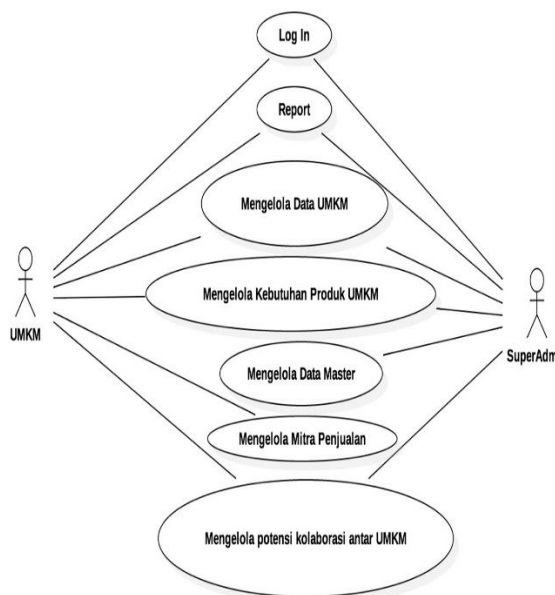 Log In
Report
Mengelola Data UMKM
Mengelola Kebutuhan Produk UMKM
UMKM
SuperAdm
Mengelola Data Master
Mengelola Mitra Penjualan
Mengelola potensi kolaborasi antar UMKM